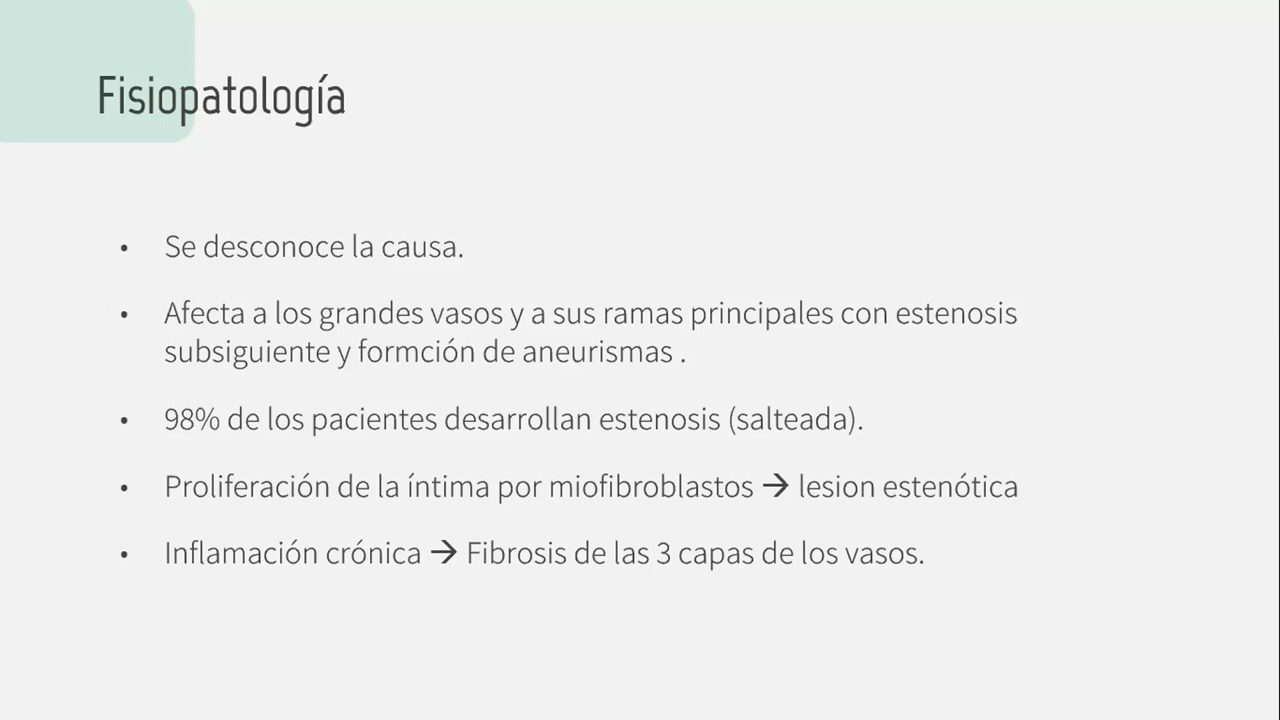 Fisiopatología
• Se desconoce la causa.
• Afecta a los grandes vasos y a sus ramas principales con estenosis
subsiguiente y formción de aneurismas .
• 98% de los pacientes desarrollan estenosis (salteada).
• Proliferación de la íntima por miofibroblastos → lesion estenótica
• Inflamación crónica → Fibrosis de las 3 capas de los vasos.